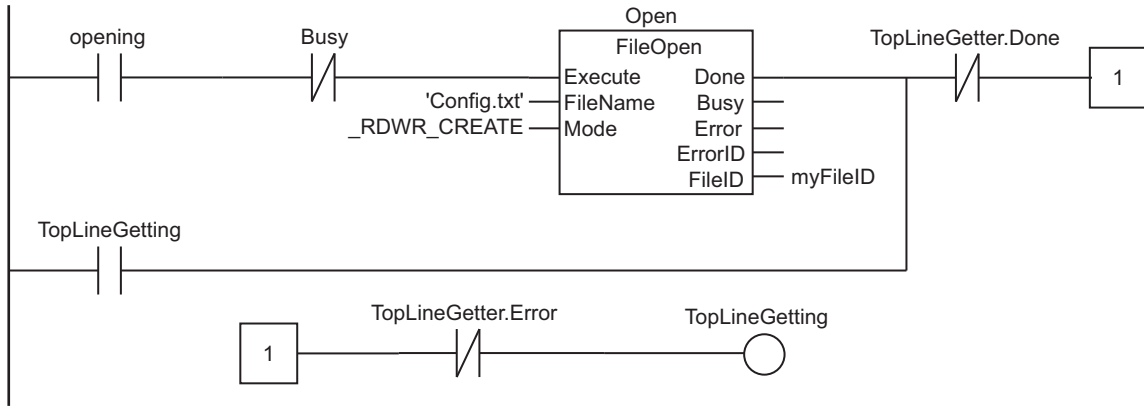 Open
opening Busy FileOpen TopLineGetter.Done
Execute Done 1
'Config.txt' FileName Busy
_RDWR_CREATE Mode Error
ErrorID
FileID myFileID
TopLineGetting
TopLineGetter.Error TopLineGetting
1